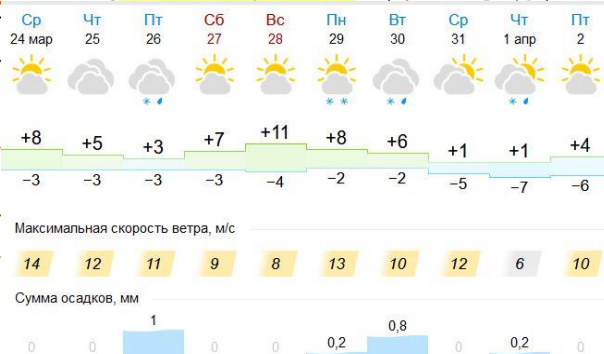 Ср Чт Пт Сб Вс Пн Вт Ср Чт Пт
24 мар 25 26 27 28 29 30 31 1 апр 2
+8 +5 +3 +7 +11 +8 +6 +1 +1 +4
−3 −3 −3 −3 −4 −2 −2 −5 −7 −6
Максимальная скорость ветра, м/с
14 12 11 9 8 13 10 12 6 10
Сумма осадков, мм
0 0 1 0 0 0,2 0,8 0 0,2 0